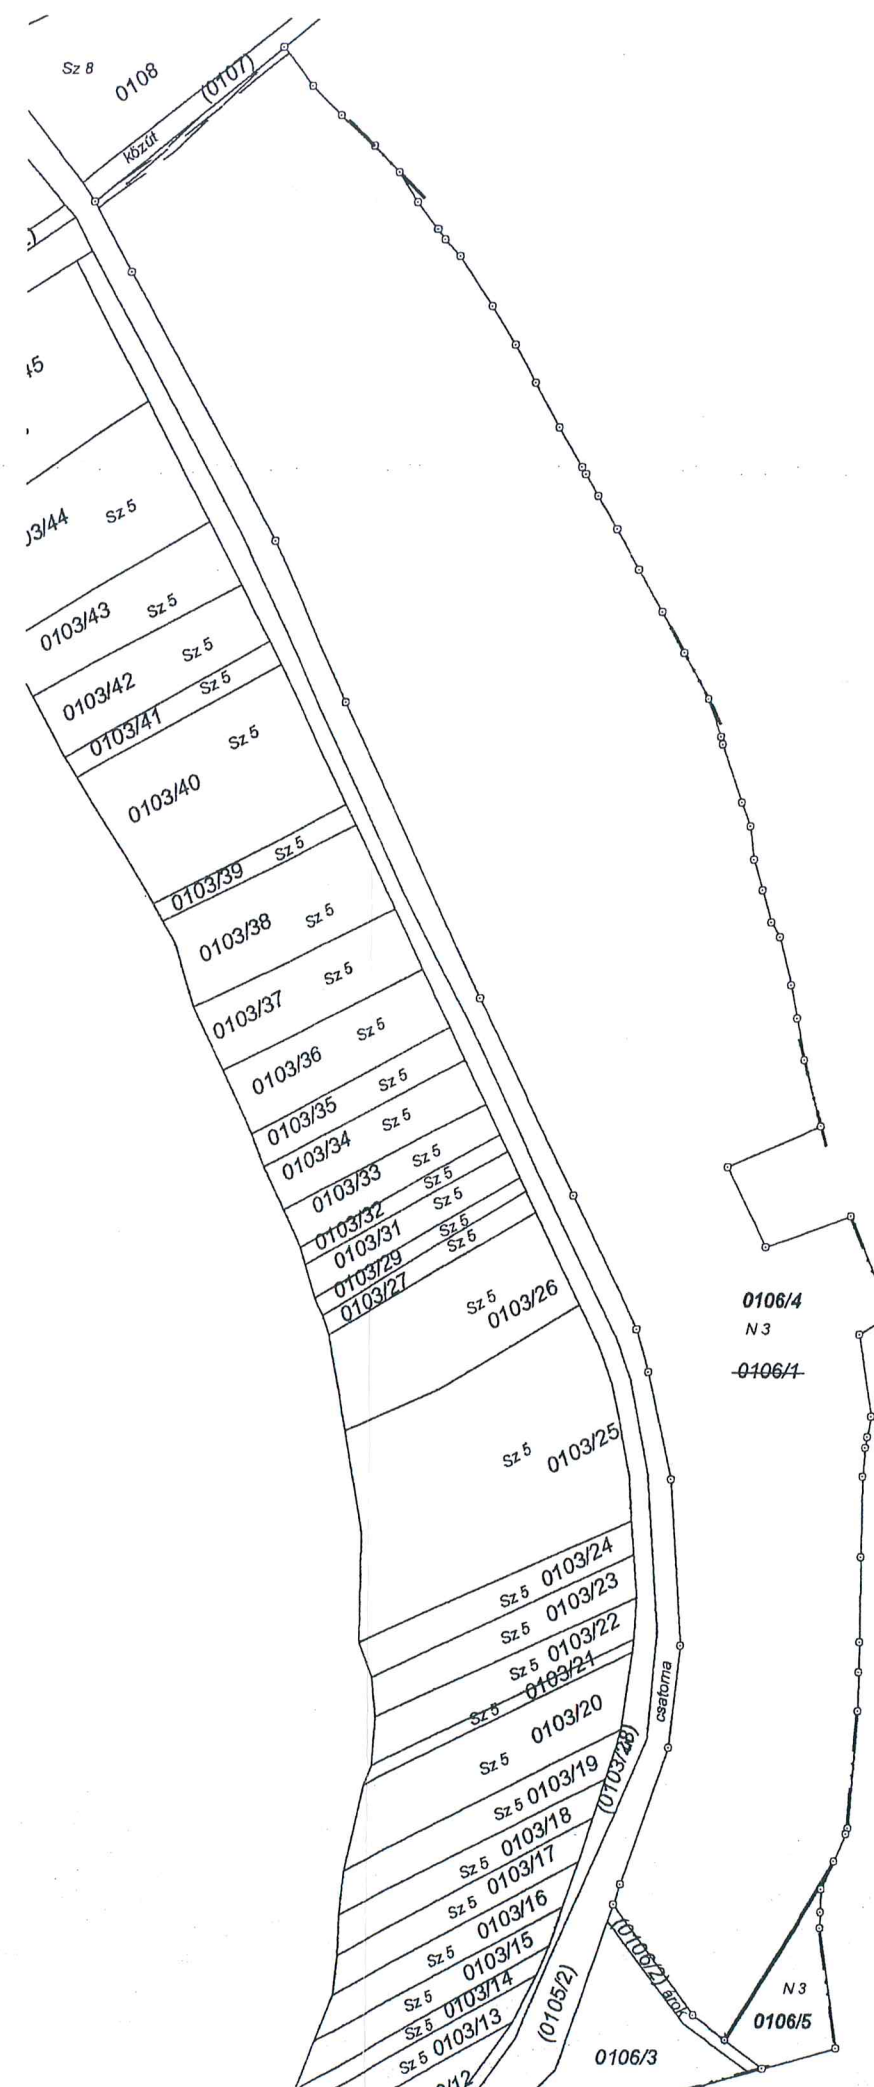 Sz 8
0108
(0107)
közút
45
03/44 Sz 5
0103/43 Sz 5
0103/42 Sz 5
0103/41 Sz 5
0103/40 Sz 5
0103/39 Sz 5
0103/38 Sz 5
0103/37 Sz 5
0103/36 Sz 5
0103/35 Sz 5
0103/34 Sz 5
0103/33 Sz 5
0103/32 Sz 5
0103/31 Sz 5
0103/29 Sz 5
0103/27 Sz 5
Sz 5 0103/26
0106/4
N 3
0106/1
Sz 5 0103/25
Sz 5 0103/24
Sz 5 0103/23
Sz 5 0103/22
Sz 5 0103/21
Sz 5 0103/20
csatorna
(0103/28)
Sz 5 0103/19
Sz 5 0103/18
Sz 5 0103/17
Sz 5 0103/16
Sz 5 0103/15
Sz 5 0103/14
Sz 5 0103/13
(0106/2) árok
(0105/2)
N 3
0106/5
0106/3
/12